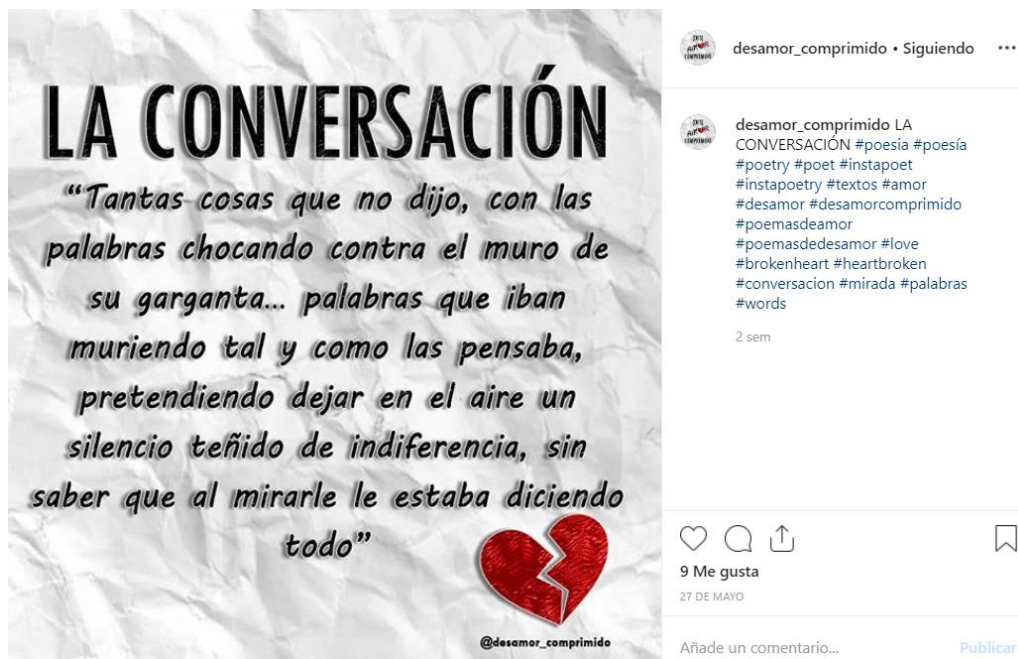 LA CONVERSACIÓN
“Tantas cosas que no dijo, con las
palabras chocando contra el muro de
su garganta... palabras que iban
muriendo tal y como las pensaba,
pretendiendo dejar en el aire un
silencio teñido de indiferencia, sin
saber que al mirarle le estaba diciendo
todo”
@desamor_comprimido
desamor_comprimido • Siguiendo
desamor_comprimido LA
CONVERSACIÓN #poesia #poesía
#poetry #poet #instapoet
#instapoetry #textos #amor
#desamor #desamorcomprimido
#poemasdeamor
#poemasdedesamor #love
#brokenheart #heartbroken
#conversacion #mirada #palabras
#words
2 sem
9 Me gusta
27 DE MAYO
Añade un comentario... Publicar